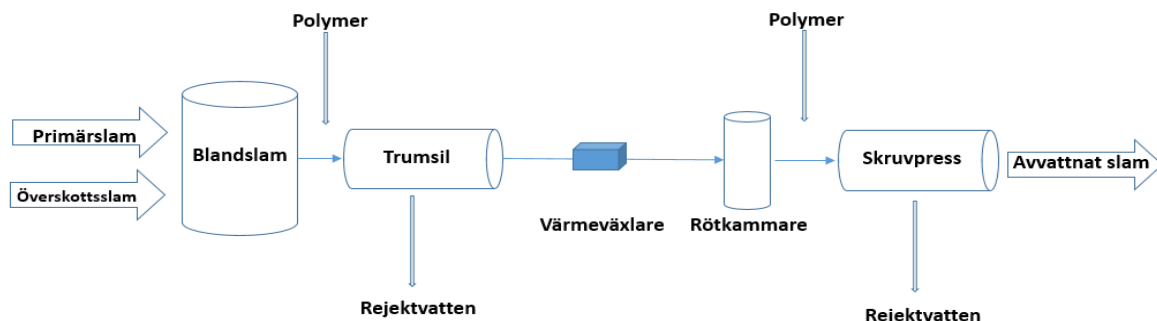 Polymer
Polymer
Primärslam
Överskottsslam
Blandslam
Trumsil
Värmeväxlare
Rötkammare
Skruvpress
Avvattnat slam
Rejektvatten
Rejektvatten